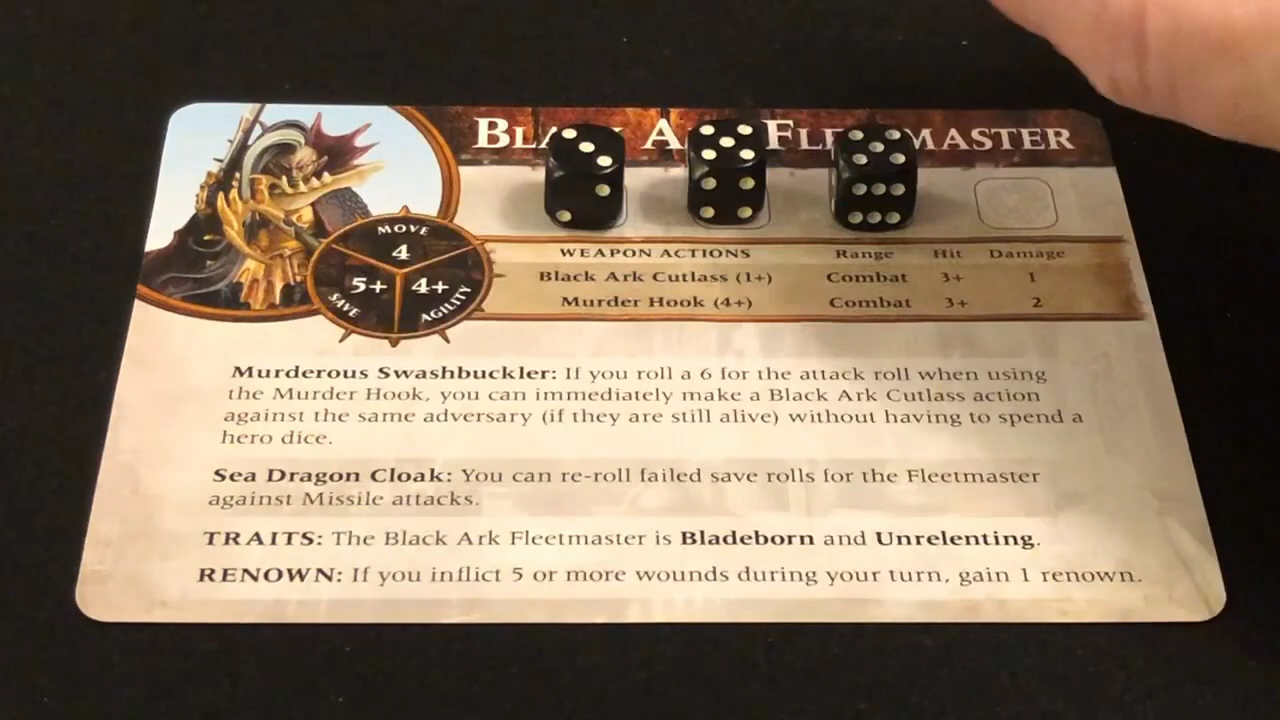 BLA A FL MASTER
MOVE
4
5+ 4+
SAVE AGILITY
WEAPON ACTIONS Range Hit Damage
Black Ark Cutlass (1+) Combat 3+ 1
Murder Hook (4+) Combat 3+ 2
Murderous Swashbuckler: If you roll a 6 for the attack roll when using
the Murder Hook, you can immediately make a Black Ark Cutlass action
against the same adversary (if they are still alive) without having to spend a
hero dice.
Sea Dragon Cloak: You can re-roll failed save rolls for the Fleetmaster
against Missile attacks.
TRAITS: The Black Ark Fleetmaster is Bladeborn and Unrelenting.
RENOWN: If you inflict 5 or more wounds during your turn, gain 1 renown.